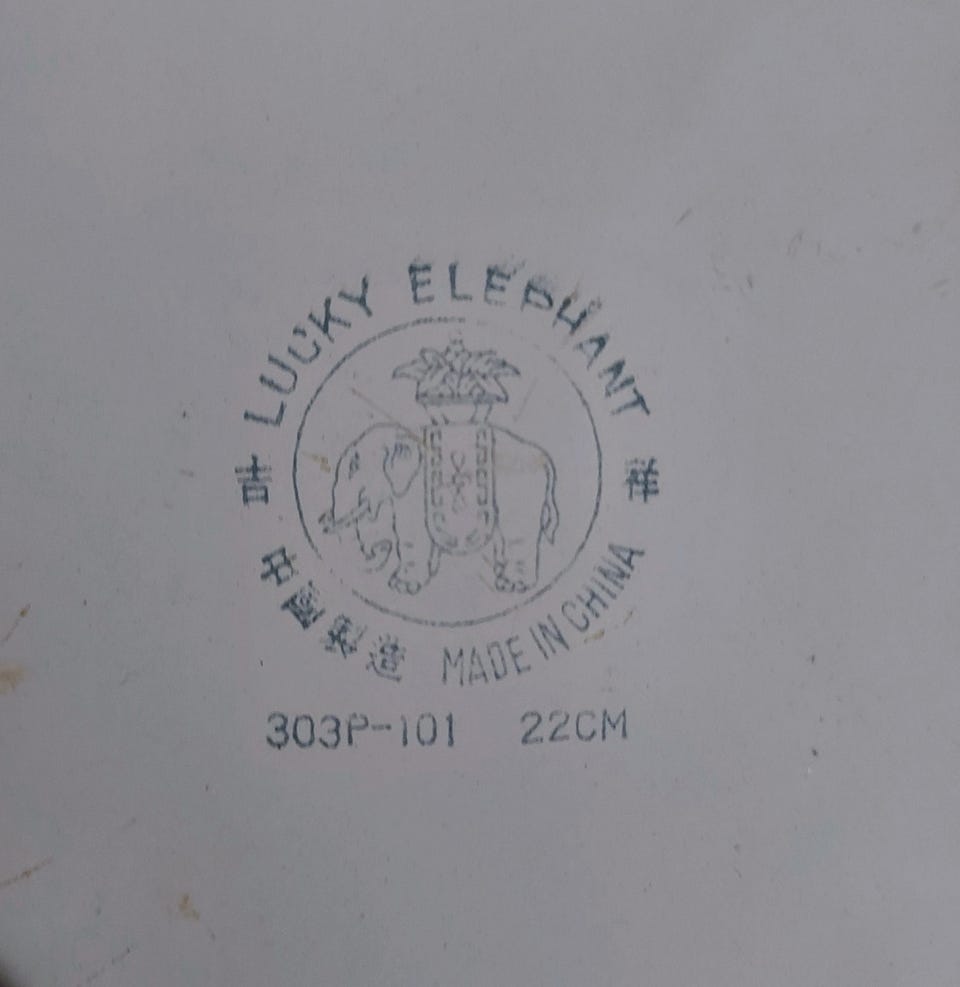 LUCKY ELEPHANT
吉 祥
中國製造 MADE IN CHINA
303P-101 22CM